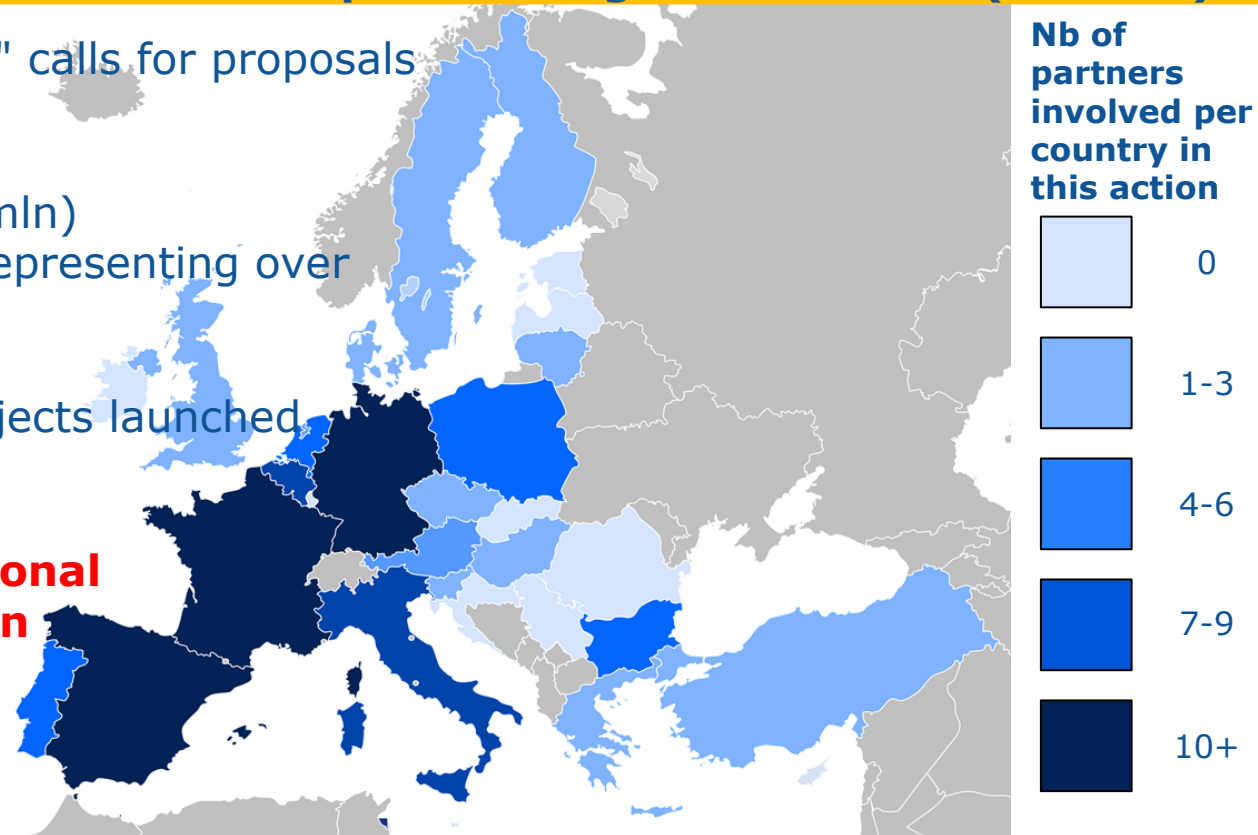 " calls for proposals
mln)
epresenting over
jects launched
onal
n
Nb of
partners
involved per
country in
this action
0
1-3
4-6
7-9
10+